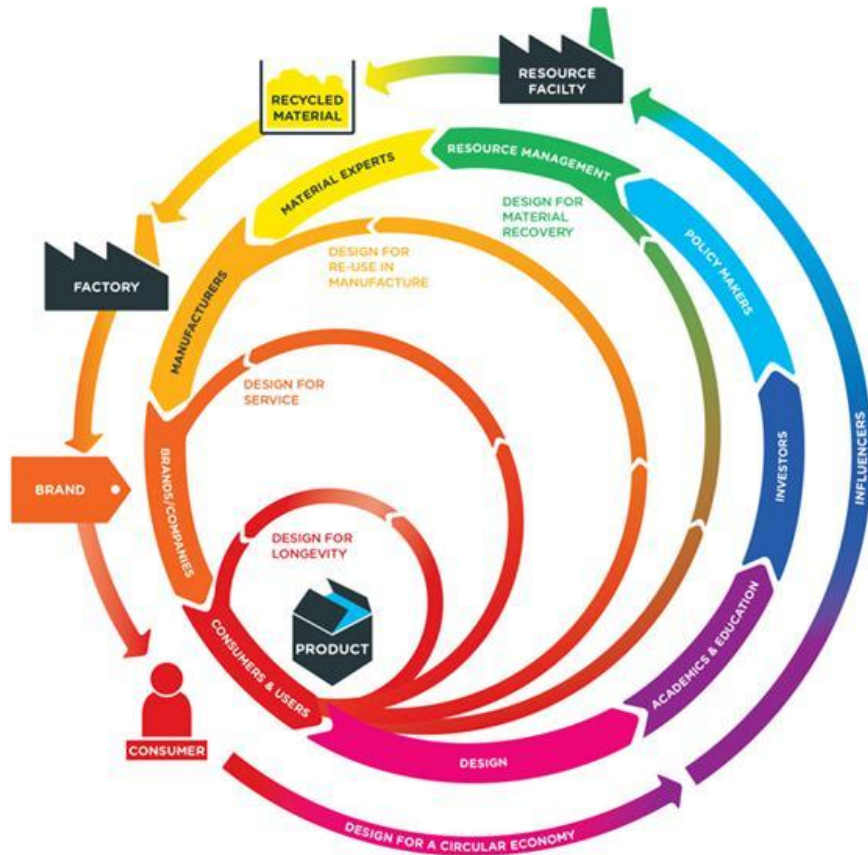 RESOURCE
FACILTY
RECYCLED
MATERIAL
MATERIAL EXPERTS
RESOURCE MANAGEMENT
DESIGN FOR
MATERIAL
RECOVERY
POLICY MAKERS
DESIGN FOR
RE-USE IN
MANUFACTURE
FACTORY
MANUFACTURERS
DESIGN FOR
SERVICE
INVESTORS
INFLUENCERS
BRAND
BRANDS/COMPANIES
DESIGN FOR
LONGEVITY
PRODUCT
CONSUMERS & USERS
ACADEMICS & EDUCATION
CONSUMER
DESIGN
DESIGN FOR A CIRCULAR ECONOMY